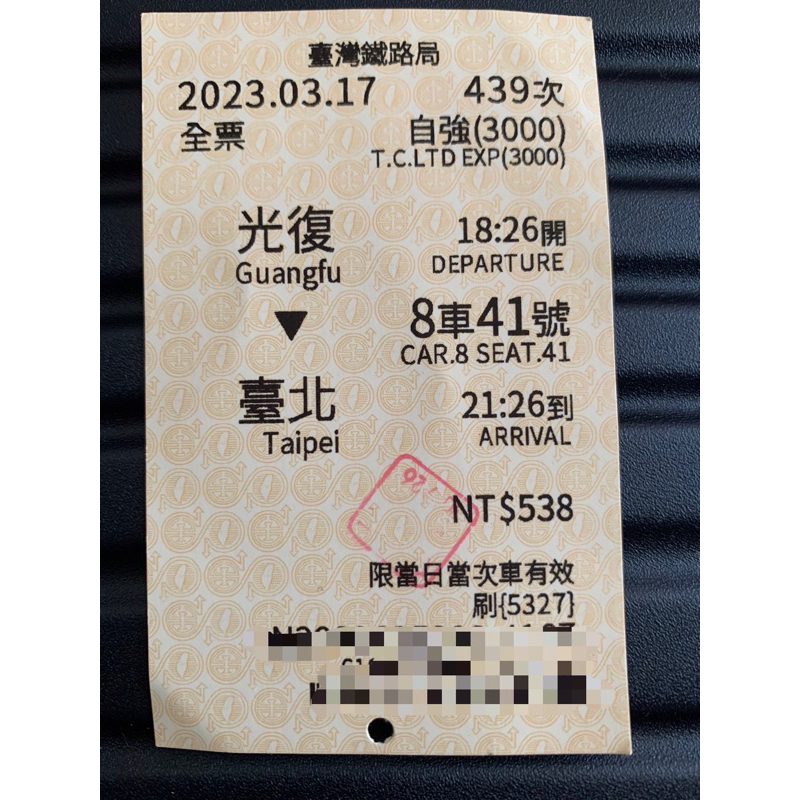 臺灣鐵路局
2023.03.17 439次
全票 自強(3000)
T.C.LTD EXP(3000)
光復 18:26開
Guangfu DEPARTURE
8車41號
CAR.8 SEAT.41
臺北 21:26到
Taipei ARRIVAL
NT$538
限當日當次車有效
刷{5327}